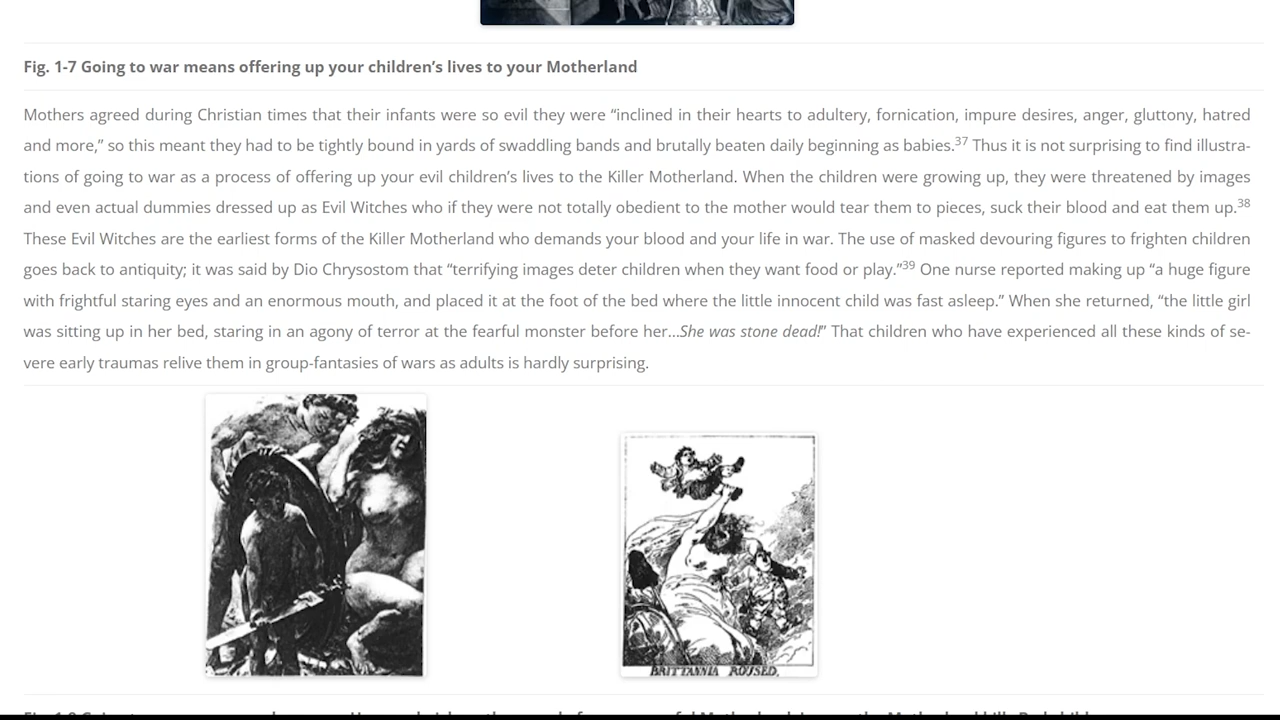 Fig. 1-7 Going to war means offering up your children’s lives to your Motherland
Mothers agreed during Christian times that their infants were so evil they were “inclined in their hearts to adultery, fornication, impure desires, anger, gluttony, hatred
and more,” so this meant they had to be tightly bound in yards of swaddling bands and brutally beaten daily beginning as babies.37 Thus it is not surprising to find illustra-
tions of going to war as a process of offering up your evil children’s lives to the Killer Motherland. When the children were growing up, they were threatened by images
and even actual dummies dressed up as Evil Witches who if they were not totally obedient to the mother would tear them to pieces, suck their blood and eat them up.38
These Evil Witches are the earliest forms of the Killer Motherland who demands your blood and your life in war. The use of masked devouring figures to frighten children
goes back to antiquity; it was said by Dio Chrysostom that “terrifying images deter children when they want food or play.”39 One nurse reported making up “a huge figure
with frightful staring eyes and an enormous mouth, and placed it at the foot of the bed where the little innocent child was fast asleep.” When she returned, “the little girl
was sitting up in her bed, staring in an agony of terror at the fearful monster before her…She was stone dead!” That children who have experienced all these kinds of se-
vere early traumas relive them in group-fantasies of wars as adults is hardly surprising.
BRITTANNIA ROUSED.